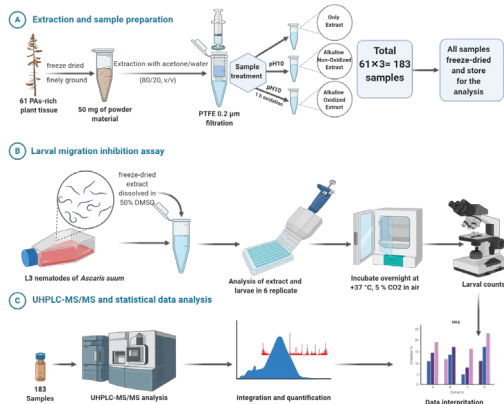 A Extraction and sample preparation
Only
Extract
freeze dried
finely ground
Extraction with acetone/water
(80/20, v/v)
Sample
treatment
pH10
Alkaline
Non-Oxidized
Extract
pH10
1 h oxidation
Alkaline
Oxidized
Extract
Total
61×3= 183
samples
All samples
freeze-dried
and store
for the
analysis
61 PAs-rich
plant tissue
50 mg of powder
material
PTFE 0.2 μm
filtration
B Larval migration inhibition assay
freeze-dried
extract
dissolved in
50% DMSO
L3 nematodes of Ascaris suum
Analysis of extract and
larvae in 6 replicate
Incubate overnight at
+37 °C, 5 % CO2 in air
Larval counts
C UHPLC-MS/MS and statistical data analysis
183
Samples
UHPLC-MS/MS analysis
Integration and quantification
Extracts
Data interpritation